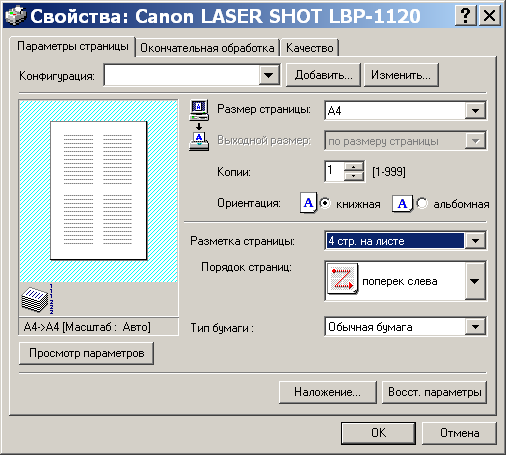 Свойства: Canon LASER SHOT LBP-1120
Параметры страницы Окончательная обработка Качество
Конфигурация: Добавить... Изменить...
Размер страницы: A4
Выходной размер: по размеру страницы
Копии: 1 [1-999]
Ориентация: A книжная A альбомная
Разметка страницы: 4 стр. на листе
Порядок страниц: поперек слева
A4->A4 [Масштаб : Авто]
Тип бумаги : Обычная бумага
Просмотр параметров
Наложение... Восст. параметры
OK Отмена